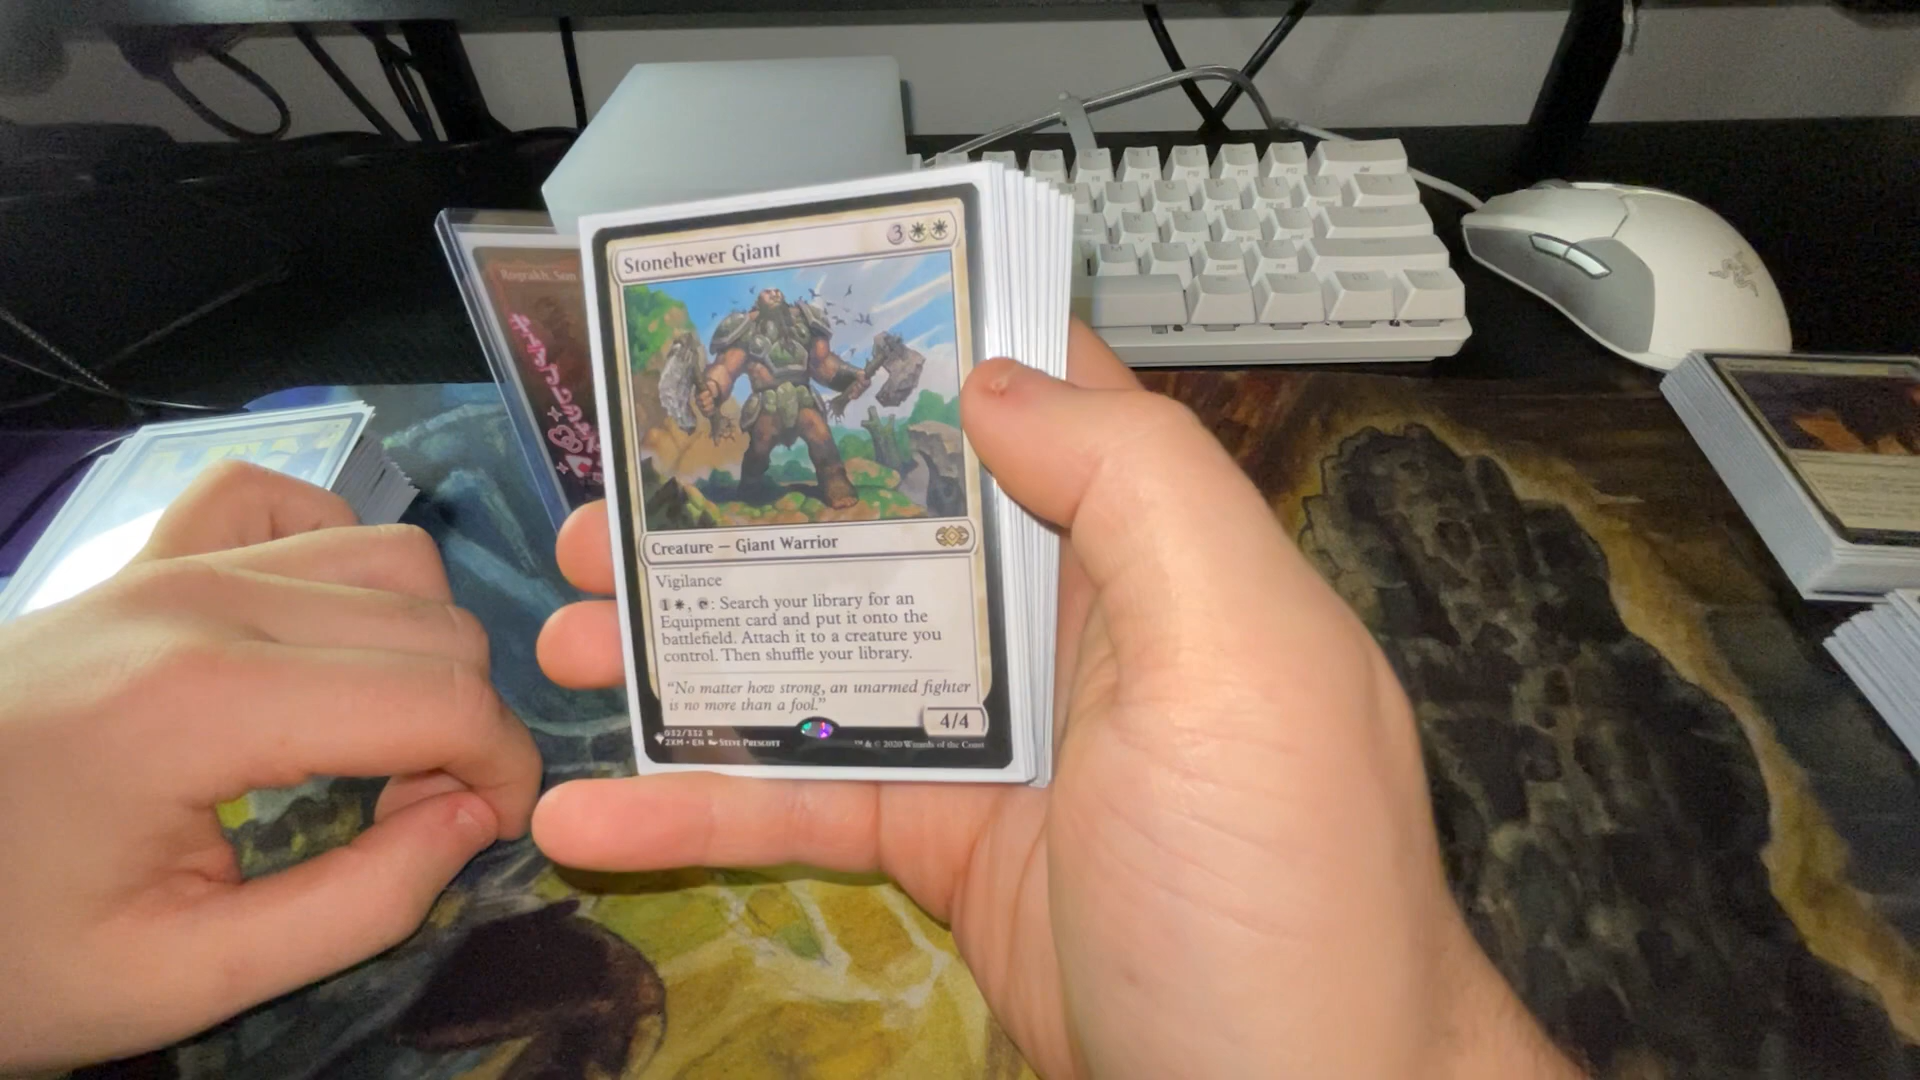 Stonehewer Giant
3
Creature — Giant Warrior
Vigilance
1, : Search your library for an
Equipment card and put it onto the
battlefield. Attach it to a creature you
control. Then shuffle your library.
"No matter how strong, an unarmed fighter
is no more than a fool."
4/4
032/332 R
2XM • EN Steve Prescott
™ & © 2020 Wizards of the Coast
Rograkh, Son